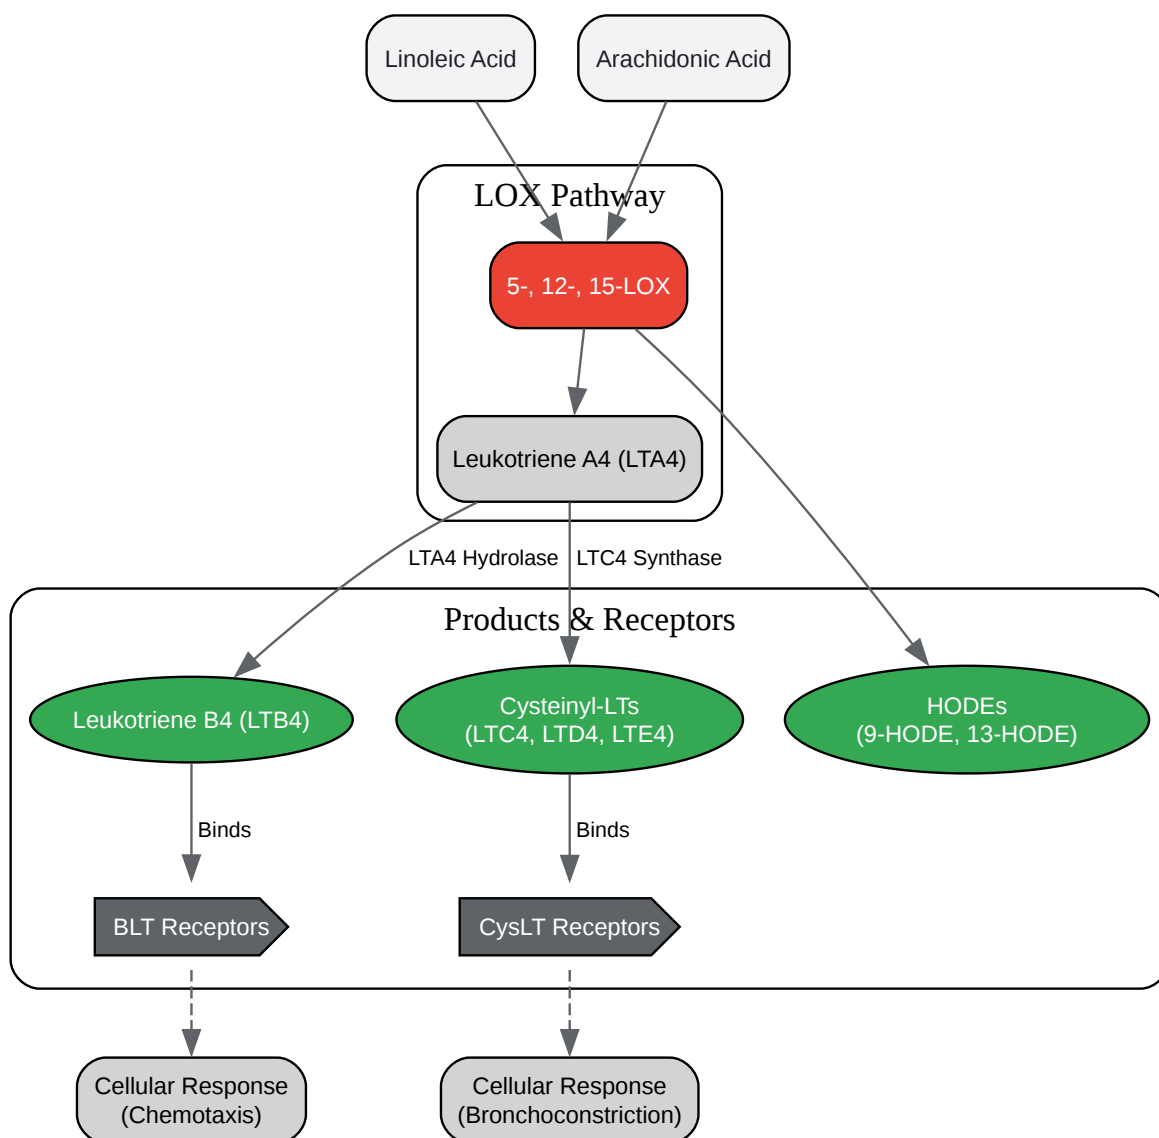 Linoleic Acid
Arachidonic Acid
LOX Pathway
5-, 12-, 15-LOX
Leukotriene A4 (LTA4)
LTA4 Hydrolase
LTC4 Synthase
Products & Receptors
Leukotriene B4 (LTB4)
Cysteinyl-LTs
(LTC4, LTD4, LTE4)
HODEs
(9-HODE, 13-HODE)
Binds
Binds
BLT Receptors
CysLT Receptors
Cellular Response
(Chemotaxis)
Cellular Response
(Bronchoconstriction)